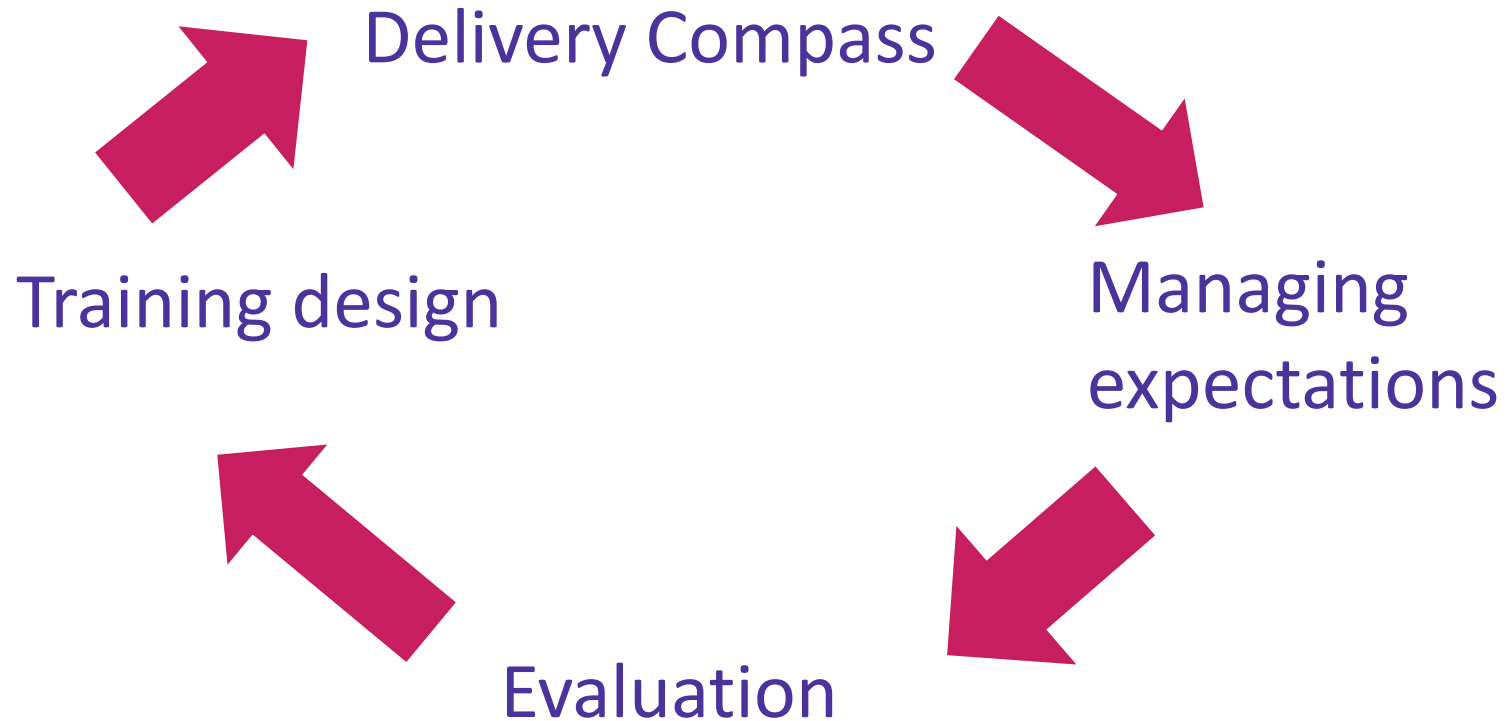 Delivery Compass
Training design
Managing
expectations
Evaluation